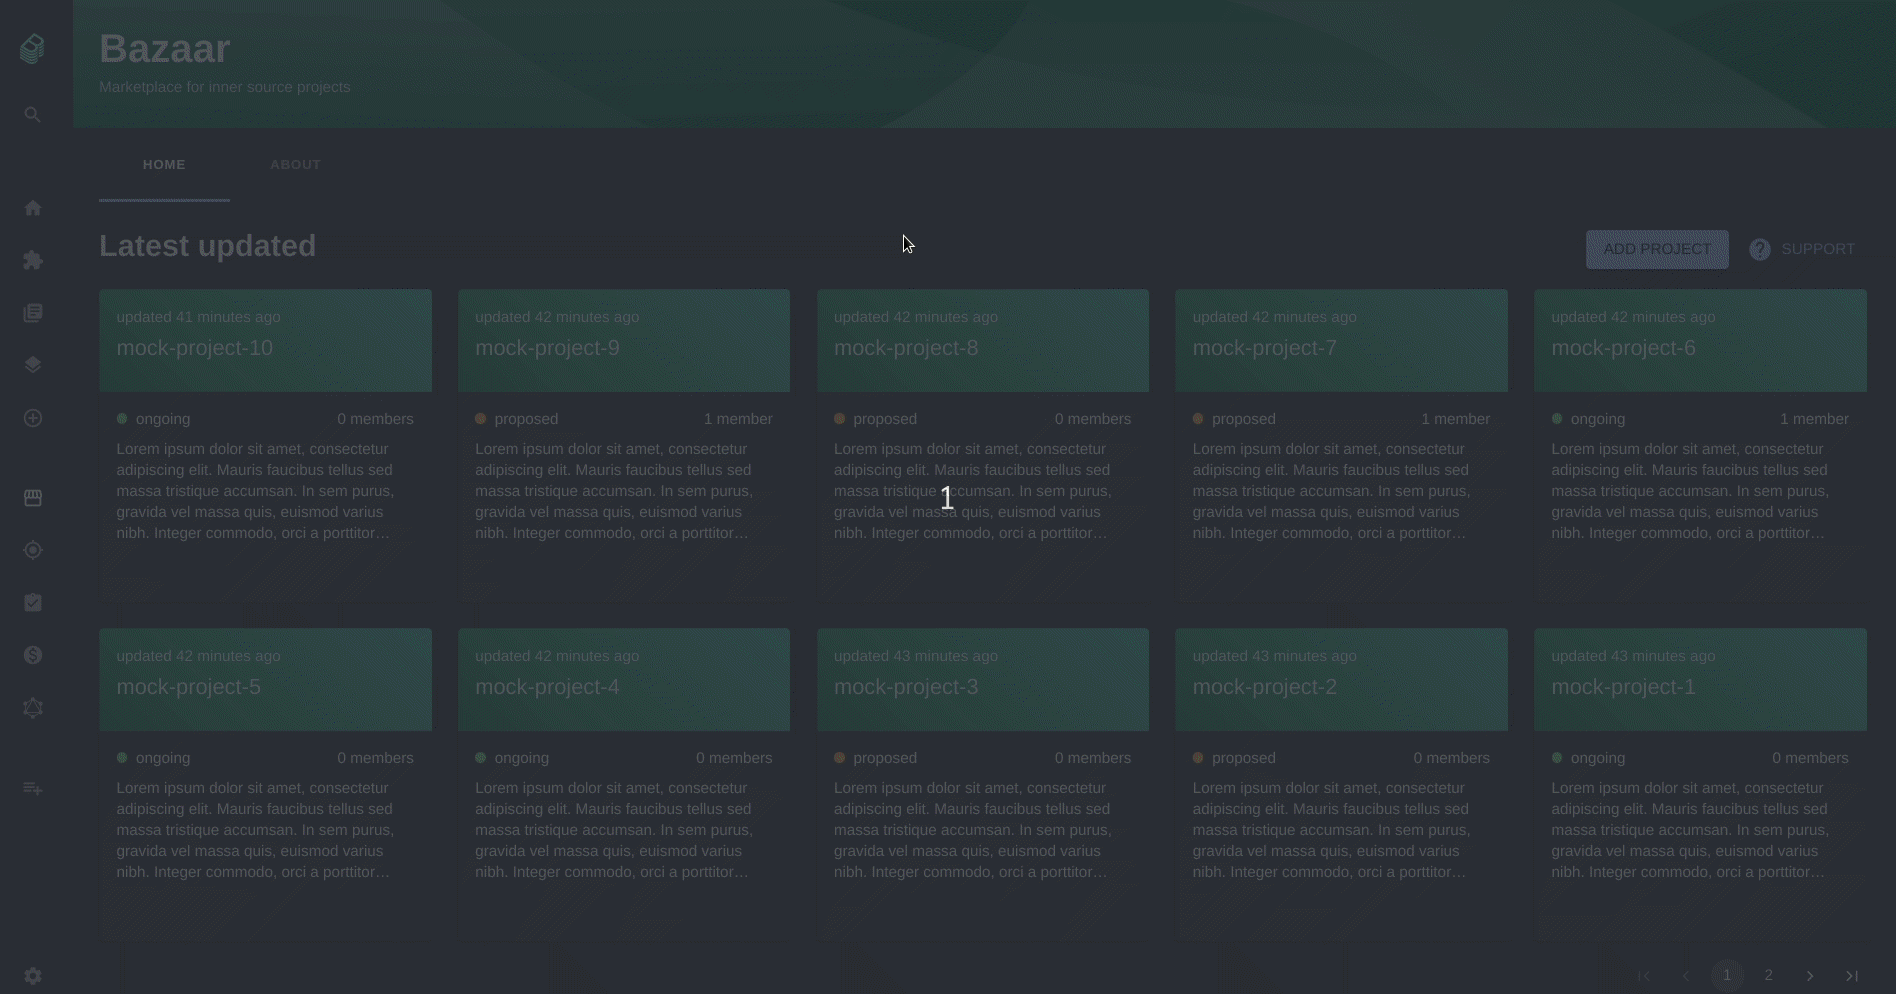 Bazaar
Marketplace for inner source projects
HOME ABOUT
Latest updated
ADD PROJECT SUPPORT
updated 41 minutes ago
mock-project-10
ongoing 0 members
Lorem ipsum dolor sit amet, consectetur
adipiscing elit. Mauris faucibus tellus sed
massa tristique accumsan. In sem purus,
gravida vel massa quis, euismod varius
nibh. Integer commodo, orci a porttitor…
updated 42 minutes ago
mock-project-9
proposed 1 member
Lorem ipsum dolor sit amet, consectetur
adipiscing elit. Mauris faucibus tellus sed
massa tristique accumsan. In sem purus,
gravida vel massa quis, euismod varius
nibh. Integer commodo, orci a porttitor…
updated 42 minutes ago
mock-project-8
proposed 0 members
Lorem ipsum dolor sit amet, consectetur
adipiscing elit. Mauris faucibus tellus sed
massa tristique accumsan. In sem purus,
gravida vel massa quis, euismod varius
nibh. Integer commodo, orci a porttitor…
1
updated 42 minutes ago
mock-project-7
proposed 1 member
Lorem ipsum dolor sit amet, consectetur
adipiscing elit. Mauris faucibus tellus sed
massa tristique accumsan. In sem purus,
gravida vel massa quis, euismod varius
nibh. Integer commodo, orci a porttitor…
updated 42 minutes ago
mock-project-6
ongoing 1 member
Lorem ipsum dolor sit amet, consectetur
adipiscing elit. Mauris faucibus tellus sed
massa tristique accumsan. In sem purus,
gravida vel massa quis, euismod varius
nibh. Integer commodo, orci a porttitor…
updated 42 minutes ago
mock-project-5
ongoing 0 members
Lorem ipsum dolor sit amet, consectetur
adipiscing elit. Mauris faucibus tellus sed
massa tristique accumsan. In sem purus,
gravida vel massa quis, euismod varius
nibh. Integer commodo, orci a porttitor…
updated 42 minutes ago
mock-project-4
ongoing 0 members
Lorem ipsum dolor sit amet, consectetur
adipiscing elit. Mauris faucibus tellus sed
massa tristique accumsan. In sem purus,
gravida vel massa quis, euismod varius
nibh. Integer commodo, orci a porttitor…
updated 43 minutes ago
mock-project-3
proposed 0 members
Lorem ipsum dolor sit amet, consectetur
adipiscing elit. Mauris faucibus tellus sed
massa tristique accumsan. In sem purus,
gravida vel massa quis, euismod varius
nibh. Integer commodo, orci a porttitor…
updated 43 minutes ago
mock-project-2
proposed 0 members
Lorem ipsum dolor sit amet, consectetur
adipiscing elit. Mauris faucibus tellus sed
massa tristique accumsan. In sem purus,
gravida vel massa quis, euismod varius
nibh. Integer commodo, orci a porttitor…
updated 43 minutes ago
mock-project-1
ongoing 0 members
Lorem ipsum dolor sit amet, consectetur
adipiscing elit. Mauris faucibus tellus sed
massa tristique accumsan. In sem purus,
gravida vel massa quis, euismod varius
nibh. Integer commodo, orci a porttitor…
1 2